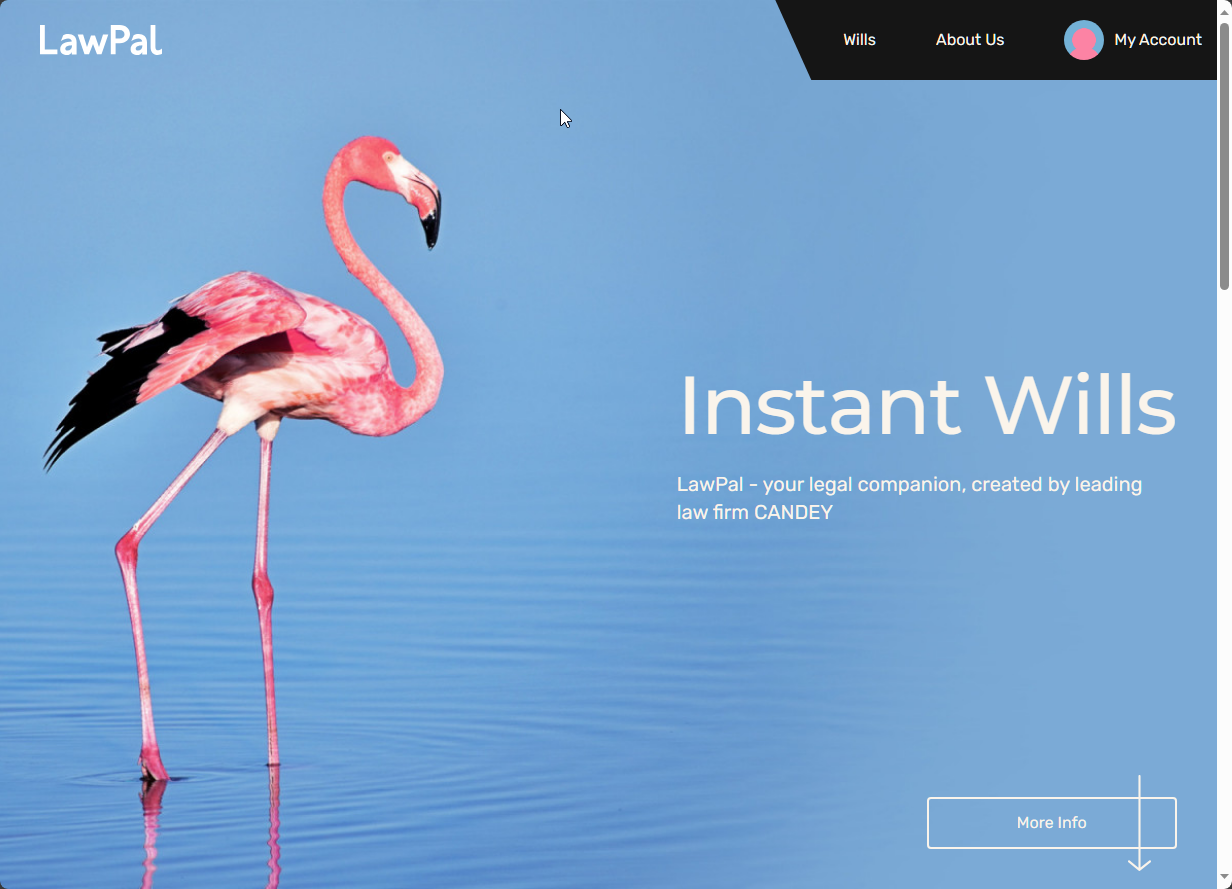 LawPal
Wills
About Us
My Account
Instant Wills
LawPal - your legal companion, created by leading
law firm CANDEY
More Info